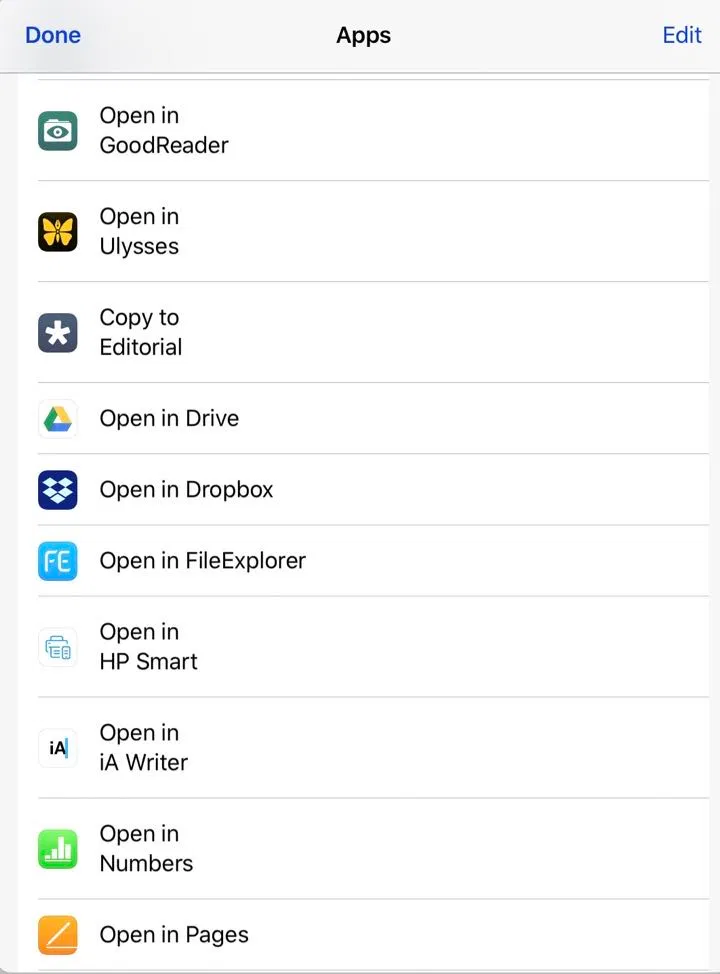 Done
Apps
Edit
Open in
GoodReader
Open in
Ulysses
Copy to
Editorial
Open in Drive
Open in Dropbox
FE
Open in FileExplorer
Open in
HP Smart
iA
Open in
iA Writer
Open in
Numbers
Open in Pages